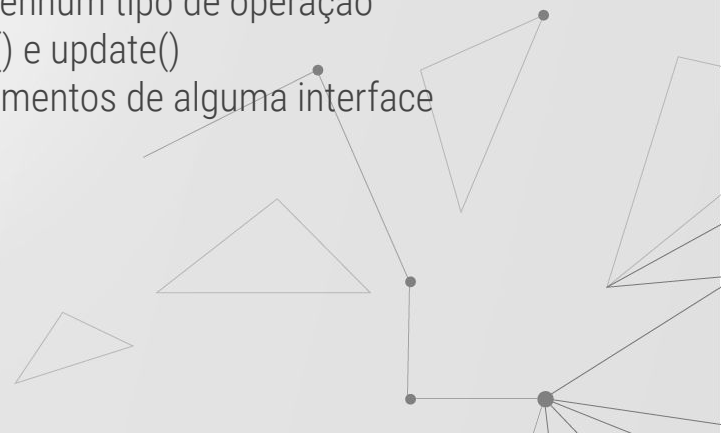 enhum tipo de operação
) e update()
mentos de alguma interface